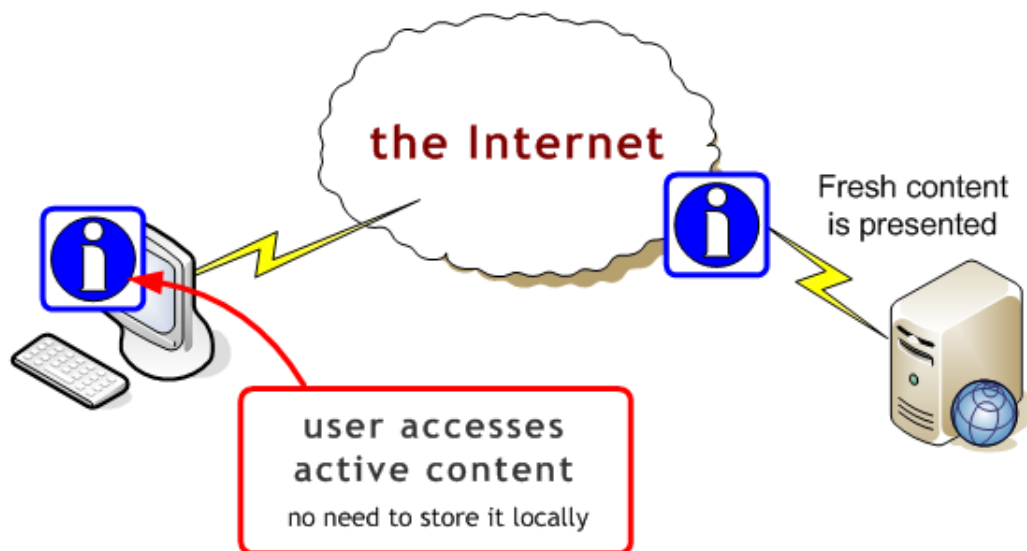 the Internet
Fresh content
is presented
user accesses
active content
no need to store it locally